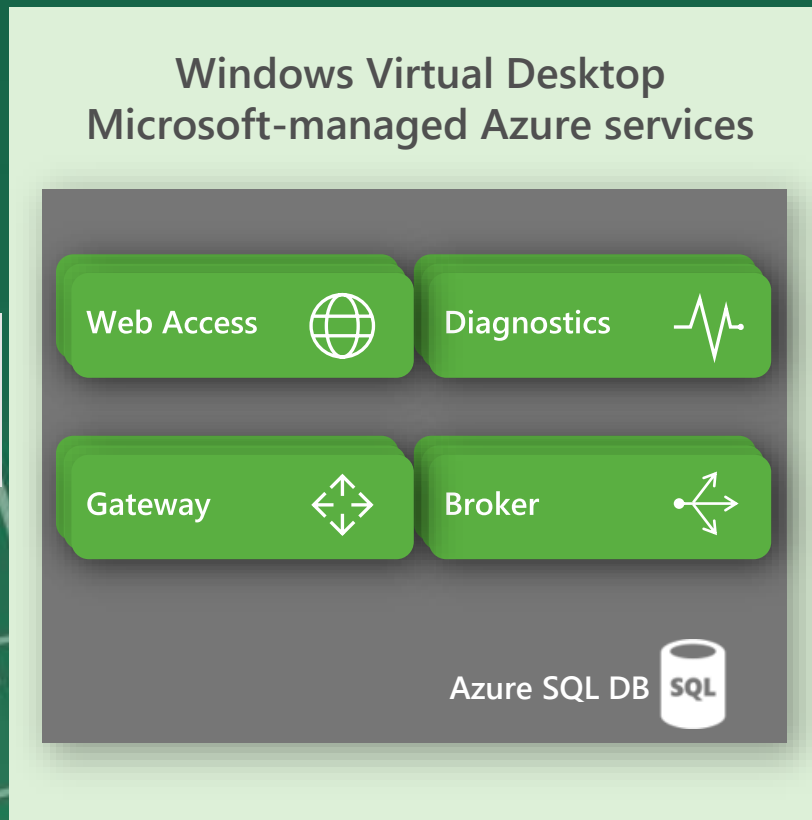 Windows Virtual Desktop
Microsoft-managed Azure services
Web Access
Diagnostics
Gateway
Broker
Azure SQL DB
SQL